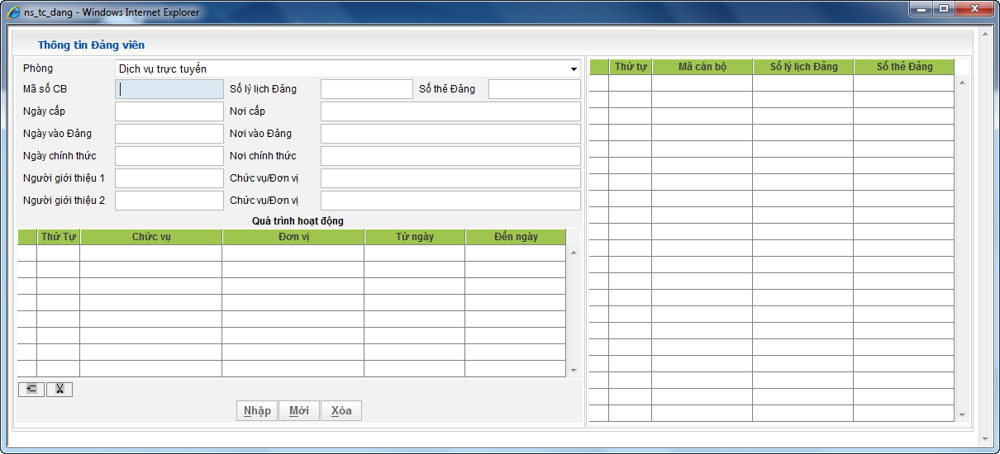 ns_tc_dang - Windows Internet Explorer
Thông tin Đảng viên
Phòng Dịch vụ trực tuyến
Mã số CB Số lý lịch Đảng Số thẻ Đảng
Ngày cấp Nơi cấp
Ngày vào Đảng Nơi vào Đảng
Ngày chính thức Nơi chính thức
Người giới thiệu 1 Chức vụ/Đơn vị
Người giới thiệu 2 Chức vụ/Đơn vị
Quá trình hoạt động
Thứ Tự Chức vụ Đơn vị Từ ngày Đến ngày
Nhập Mới Xóa
Thứ tự Mã cán bộ Số lý lịch Đảng Số thẻ Đảng